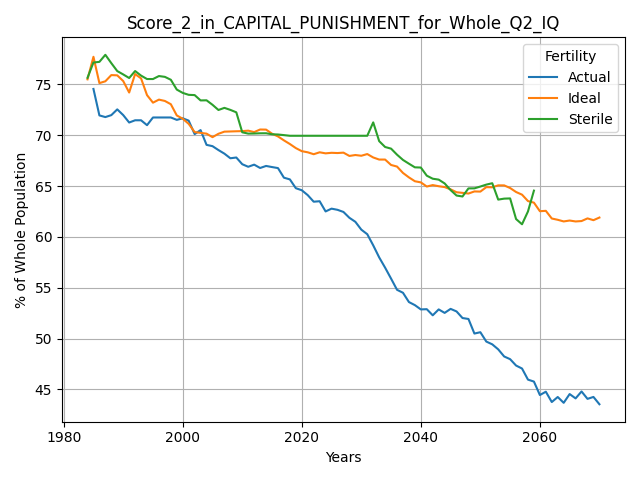 Score_2_in_CAPITAL_PUNISHMENT_for_Whole_Q2_IQ
Fertility
Actual
Ideal
Sterile
% of Whole Population
75
70
65
60
55
50
45
1980
2000
2020
2040
2060
Years